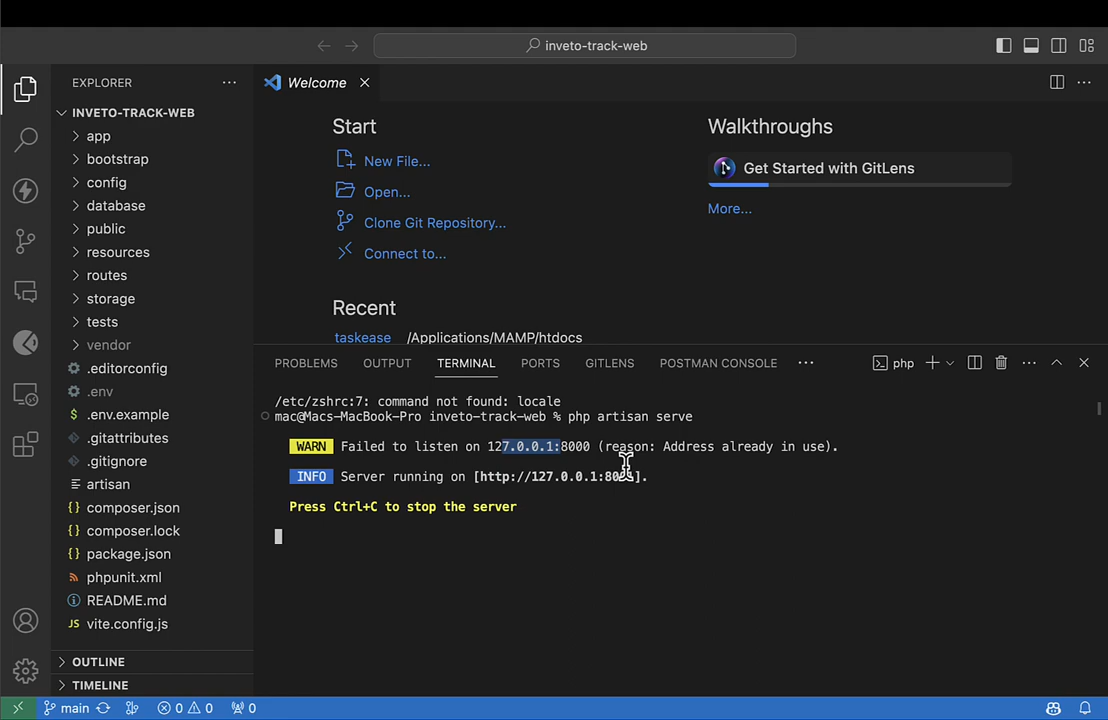 inveto-track-web
EXPLORER
Welcome
INVETO-TRACK-WEB
app
bootstrap
config
database
public
resources
routes
storage
tests
vendor
.editorconfig
.env
.env.example
.gitattributes
.gitignore
artisan
composer.json
composer.lock
package.json
phpunit.xml
README.md
vite.config.js
OUTLINE
TIMELINE
Start
New File...
Open...
Clone Git Repository...
Connect to...
Recent
taskease /Applications/MAMP/htdocs
Walkthroughs
Get Started with GitLens
More...
PROBLEMS OUTPUT TERMINAL PORTS GITLENS POSTMAN CONSOLE ... php
/etc/zshrc:7: command not found: locale
mac@Macs-MacBook-Pro inveto-track-web % php artisan serve
WARN Failed to listen on 127.0.0.1:8000 (reason: Address already in use).
INFO Server running on
Press Ctrl+C to stop the server
main 0 0 0